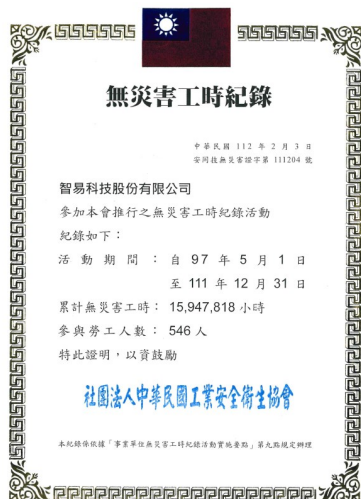 無災害工時紀錄
中華民國 112 年 2 月 3 日
安同技無災害證字第 111204 號
智易科技股份有限公司
參加本會推行之無災害工時紀錄活動
紀錄如下：
活動期間：自 97 年 5 月 1 日
至 111 年 12 月 31 日
累計無災害工時：15,947,818 小時
參與勞工人數：546 人
特此證明，以資鼓勵
社團法人中華民國工業安全衛生協會
本紀錄係依據「事業單位無災害工時紀錄活動實施要點」第九點規定辦理